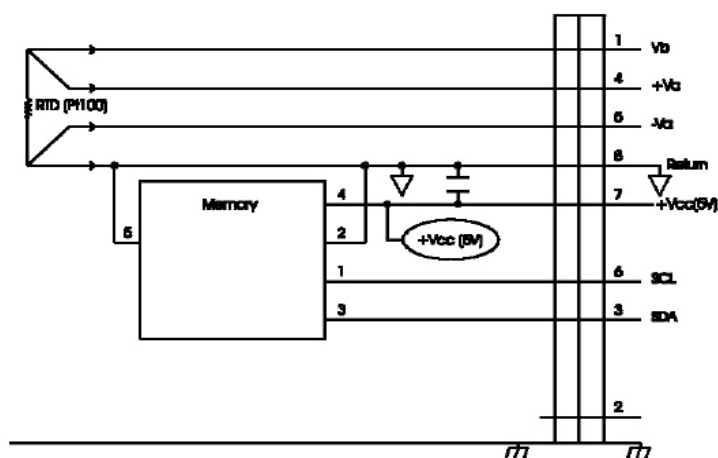 1 Vb
4 +Va
RTD (Pt100)
5 -Va
8 Return
Memory
4
7 +Vcc(5V)
5
2
+Vcc (5V)
1
6 SCL
3
3 SDA
2